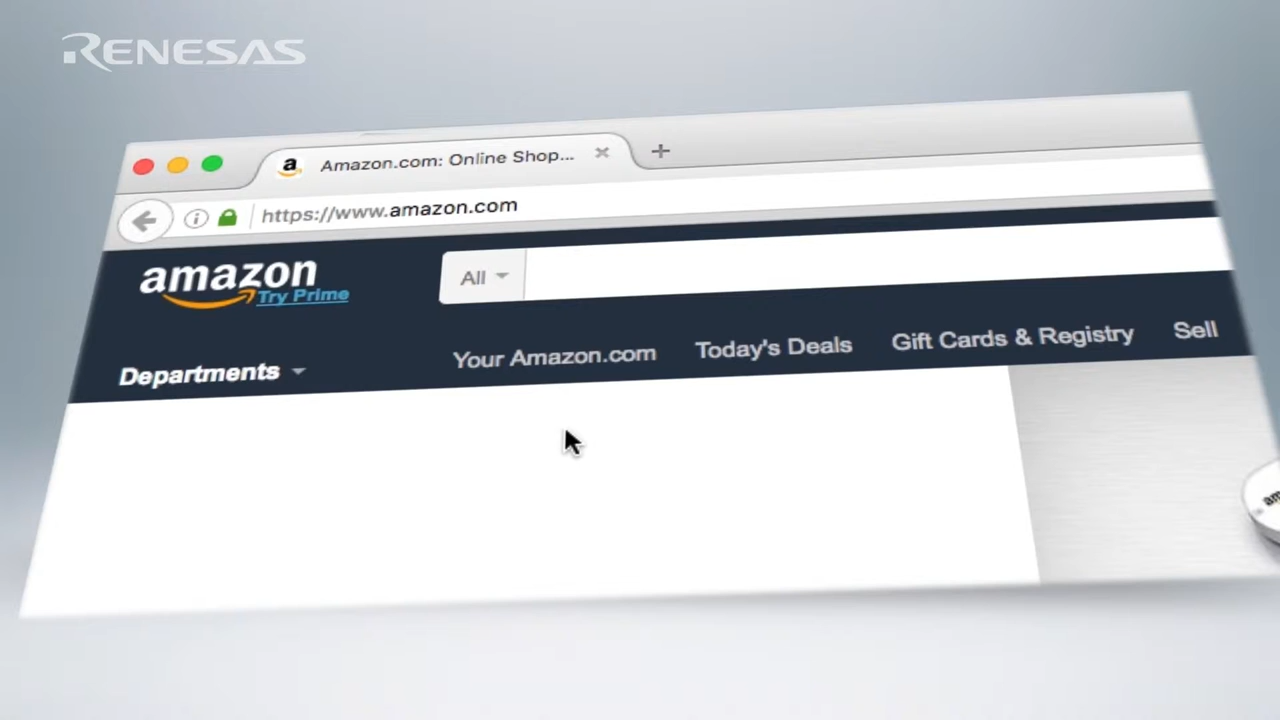 RENESAS
Amazon.com: Online Shop...
https://www.amazon.com
amazon
Try Prime
All
Departments
Your Amazon.com
Today's Deals
Gift Cards & Registry
Sell
am